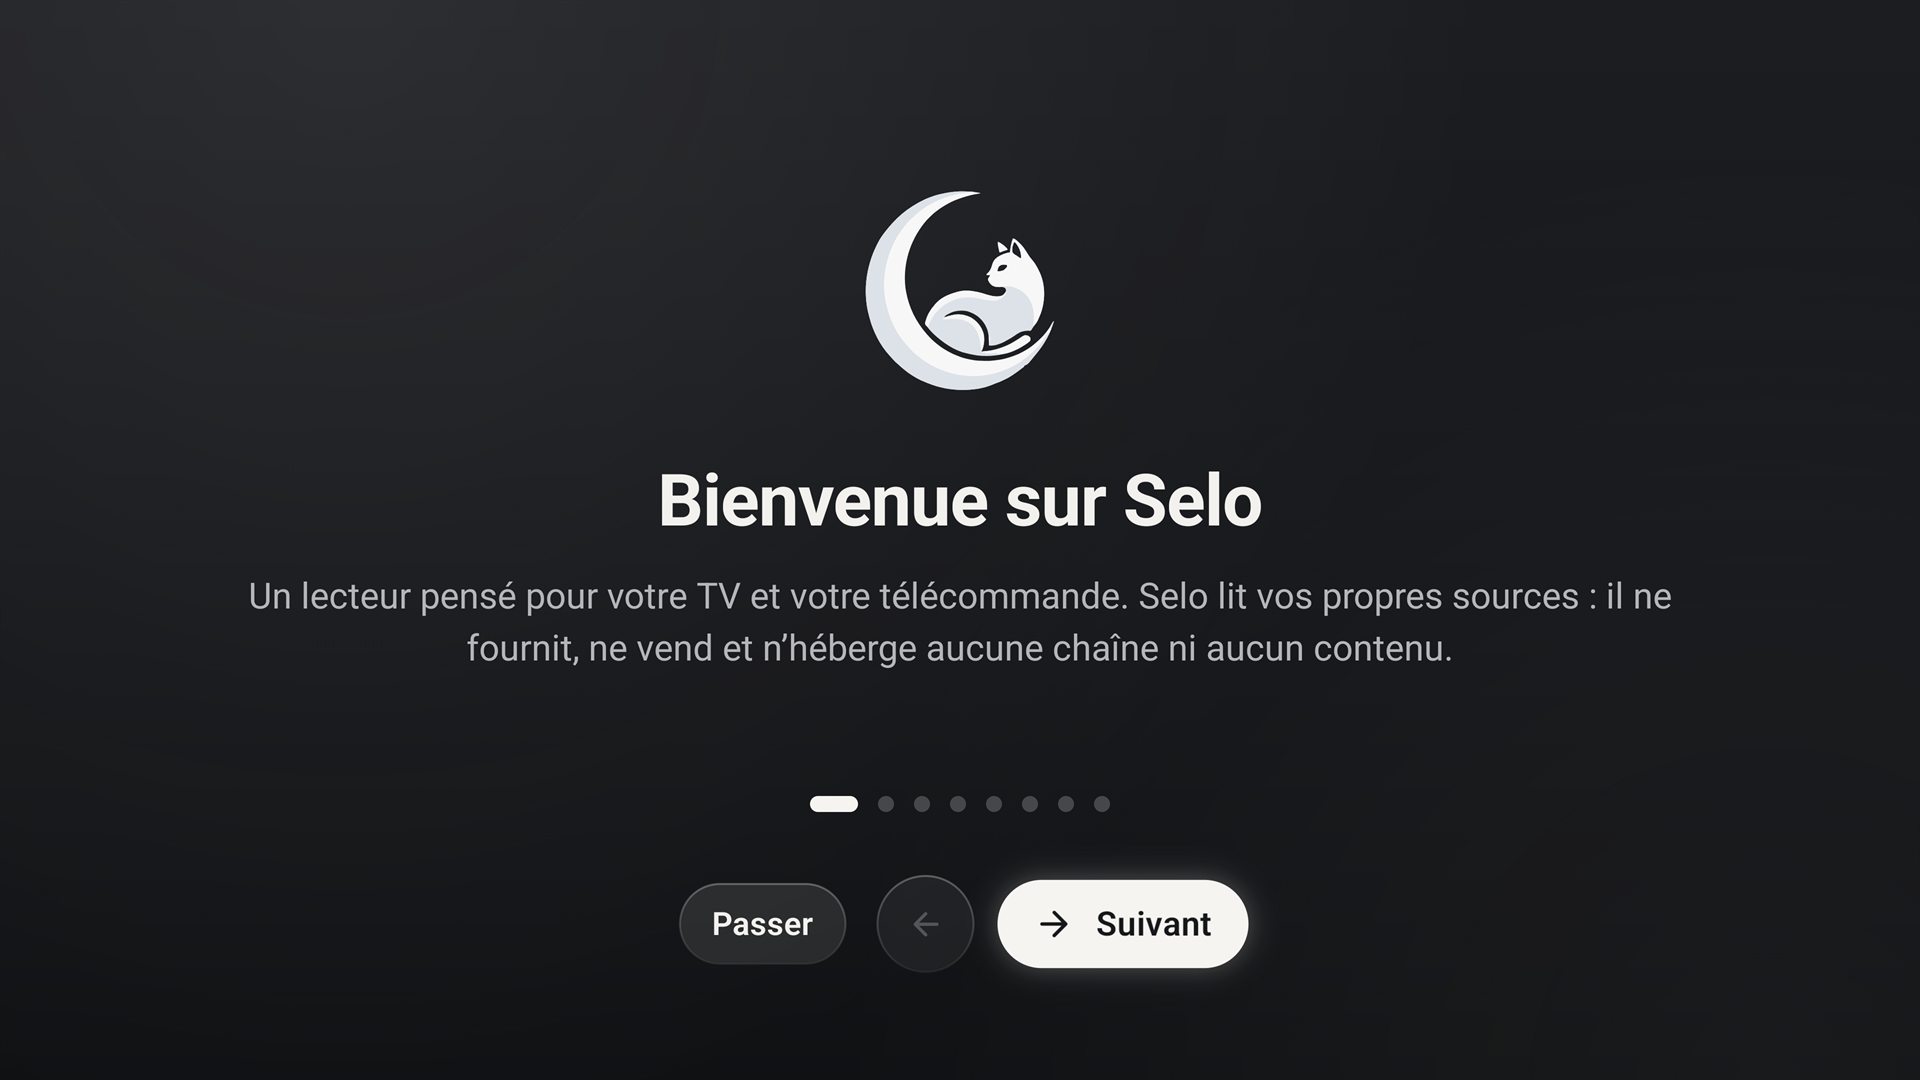 Bienvenue sur Selo
Un lecteur pensé pour votre TV et votre télécommande. Selo lit vos propres sources : il ne
fournit, ne vend et n’héberge aucune chaîne ni aucun contenu.
Passer
Suivant